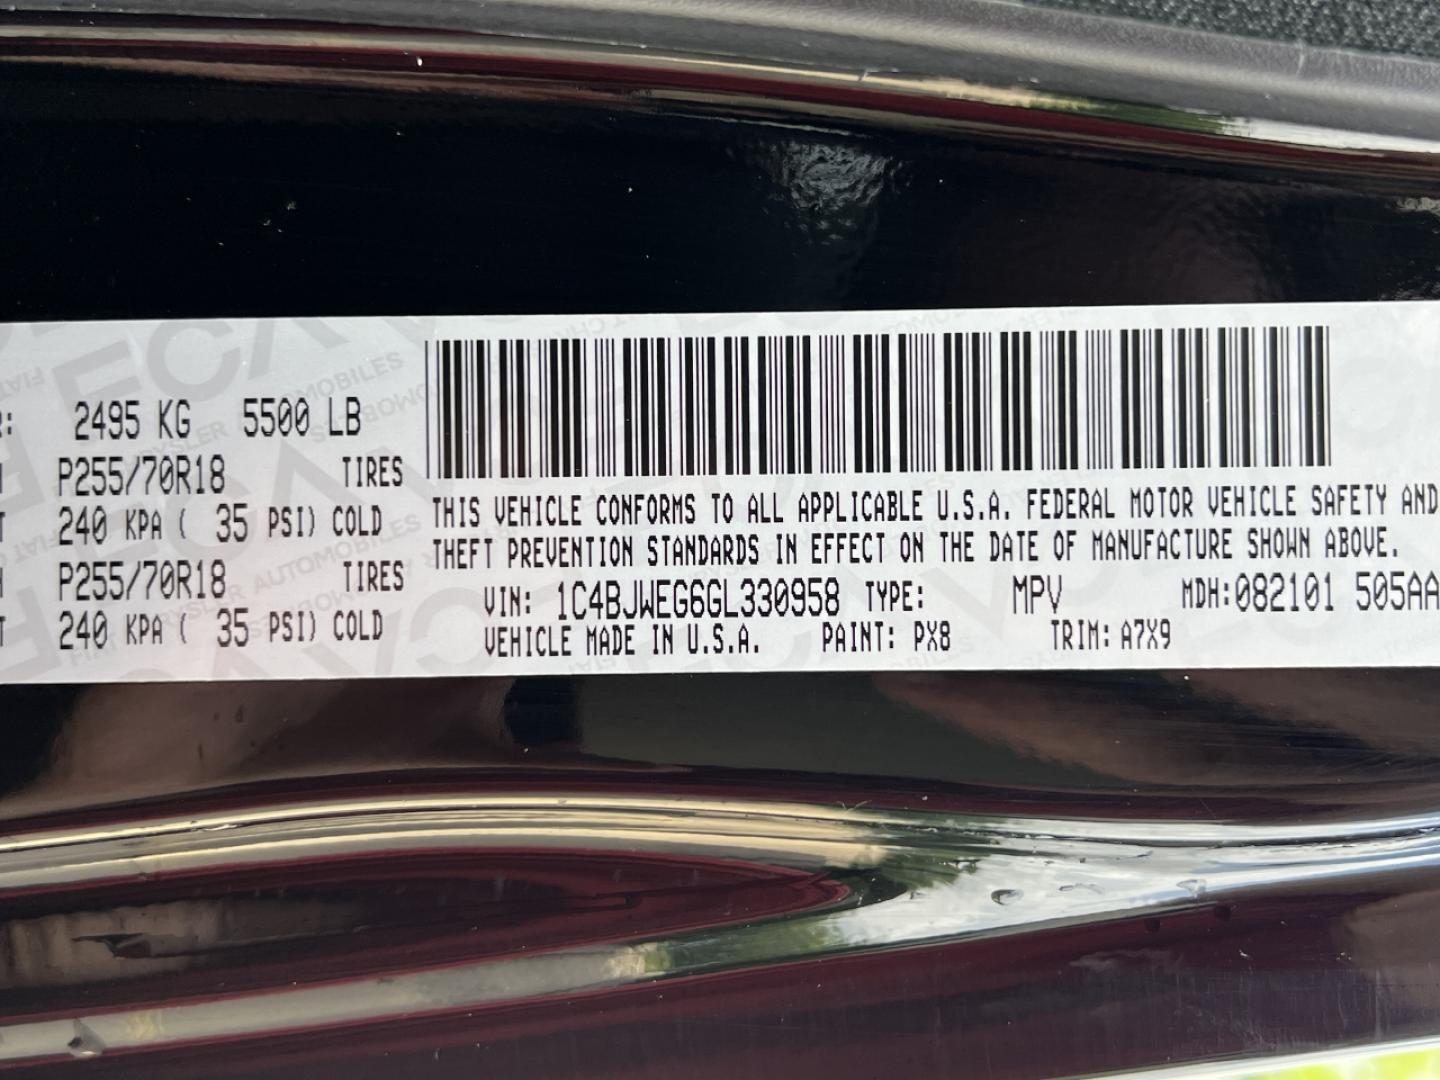 : 2495 KG 5500 LB
P255/70R18 TIRES
240 KPA ( 35 PSI) COLD
P255/70R18 TIRES
240 KPA ( 35 PSI) COLD
THIS VEHICLE CONFORMS TO ALL APPLICABLE U.S.A. FEDERAL MOTOR VEHICLE SAFETY AND
THEFT PREVENTION STANDARDS IN EFFECT ON THE DATE OF MANUFACTURE SHOWN ABOVE.
VIN: 1C4BJWEG6GL330958 TYPE: MPV MDH:082101 505AA
VEHICLE MADE IN U.S.A. PAINT: PX8 TRIM: A7X9